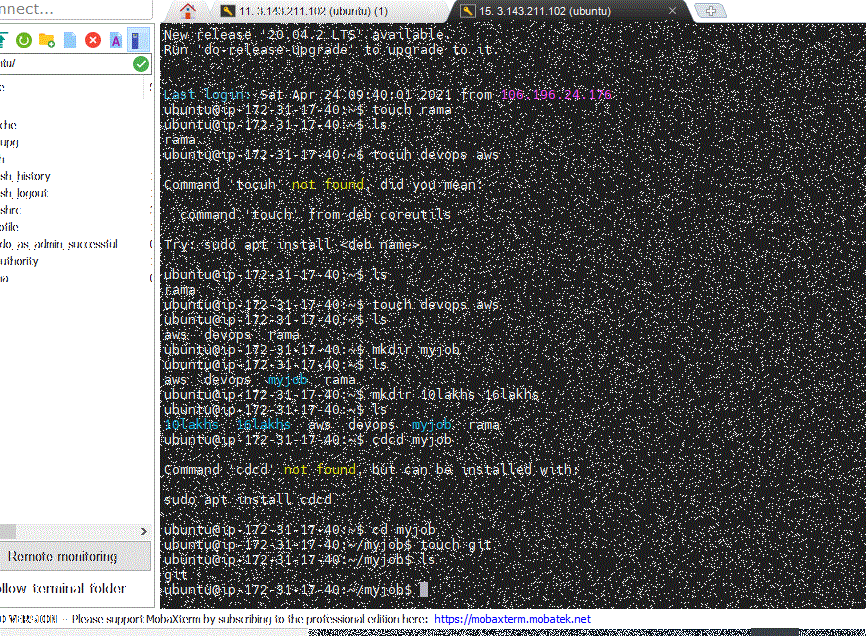 nnect...
11. 3.143.211.102 (ubuntu) (1)
15. 3.143.211.102 (ubuntu)
ntu/
che
sh_history
sh_logout
shrc
ofile
do_as_admin_successful
uthority
Remote monitoring
ollow terminal folder
New release '20.04.2 LTS' available.
Run 'do-release-upgrade' to upgrade to it.
Last login: Sat Apr 24 09:40:01 2021 from 106.196.24.176
ubuntu@ip-172-31-17-40:~$ touch rama
ubuntu@ip-172-31-17-40:~$ ls
rama
ubuntu@ip-172-31-17-40:~$ tocuh devops aws
Command 'tocuh' not found, did you mean:
command 'touch' from deb coreutils
Try: sudo apt install <deb name>
ubuntu@ip-172-31-17-40:~$ ls
rama
ubuntu@ip-172-31-17-40:~$ touch devops aws
ubuntu@ip-172-31-17-40:~$ ls
aws devops rama
ubuntu@ip-172-31-17-40:~$ mkdir myjob
ubuntu@ip-172-31-17-40:~$ ls
aws devops myjob rama
ubuntu@ip-172-31-17-40:~$ mkdir 10lakhs 16lakhs
ubuntu@ip-172-31-17-40:~$ ls
10lakhs 16lakhs aws devops myjob rama
ubuntu@ip-172-31-17-40:~$ cdcd myjob
Command 'cdcd' not found, but can be installed with:
sudo apt install cdcd
ubuntu@ip-172-31-17-40:~$ cd myjob
ubuntu@ip-172-31-17-40:~/myjob$ touch git
ubuntu@ip-172-31-17-40:~/myjob$ ls
git
ubuntu@ip-172-31-17-40:~/myjob$
D VERSION - Please support MobaXterm by subscribing to the professional edition here: https://mobaxterm.mobatek.net